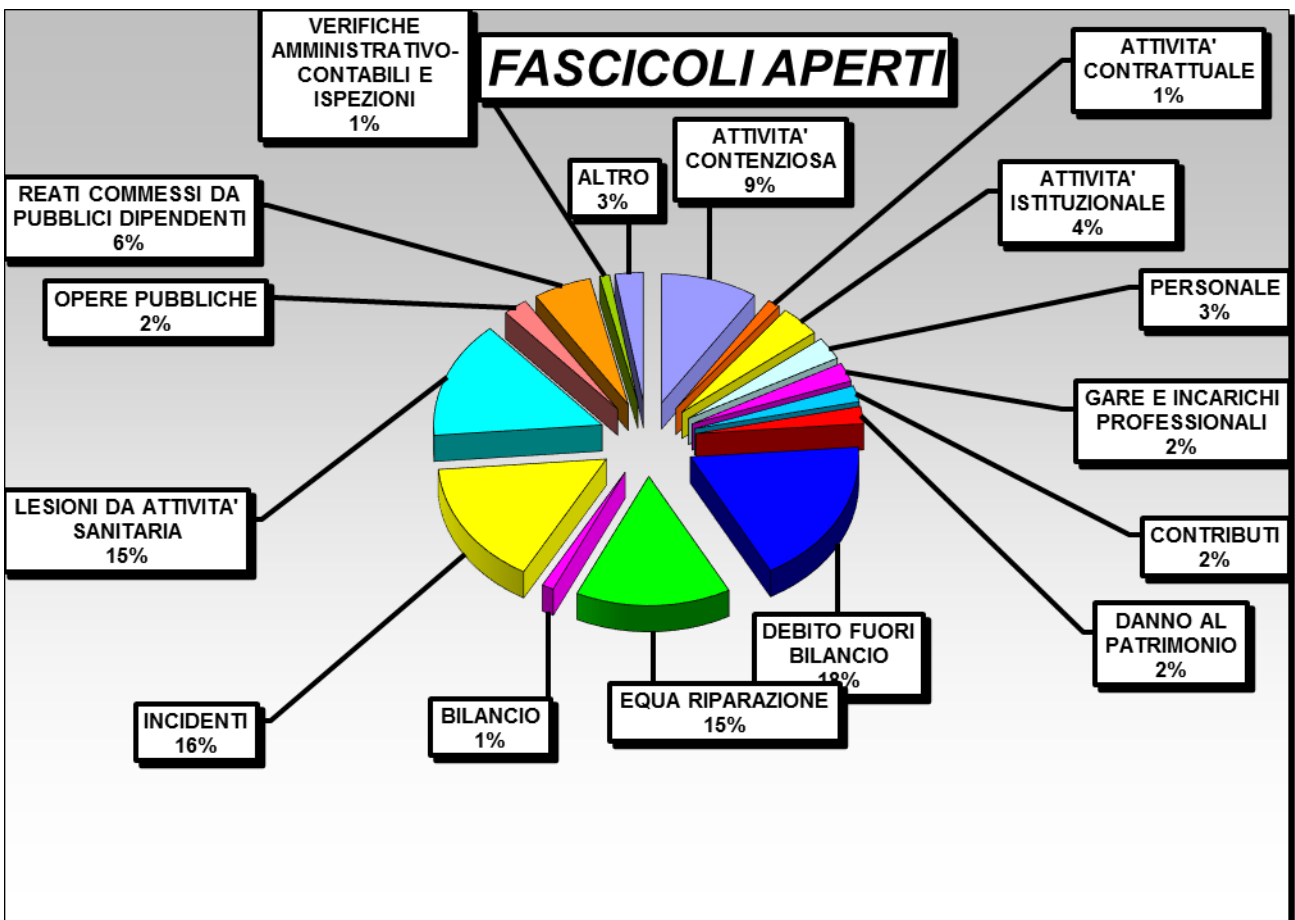 FASCICOLI APERTI
VERIFICHE
AMMINISTRATIVO-
CONTABILI E
ISPEZIONI
1%
ALTRO
3%
ATTIVITA'
CONTENZIOSA
9%
ATTIVITA'
CONTRATTUALE
1%
ATTIVITA'
ISTITUZIONALE
4%
PERSONALE
3%
GARE E INCARICHI
PROFESSIONALI
2%
CONTRIBUTI
2%
DANNO AL
PATRIMONIO
2%
DEBITO FUORI
BILANCIO
18%
EQUA RIPARAZIONE
15%
BILANCIO
1%
INCIDENTI
16%
LESIONI DA ATTIVITA'
SANITARIA
15%
OPERE PUBBLICHE
2%
REATI COMMESSI DA
PUBBLICI DIPENDENTI
6%